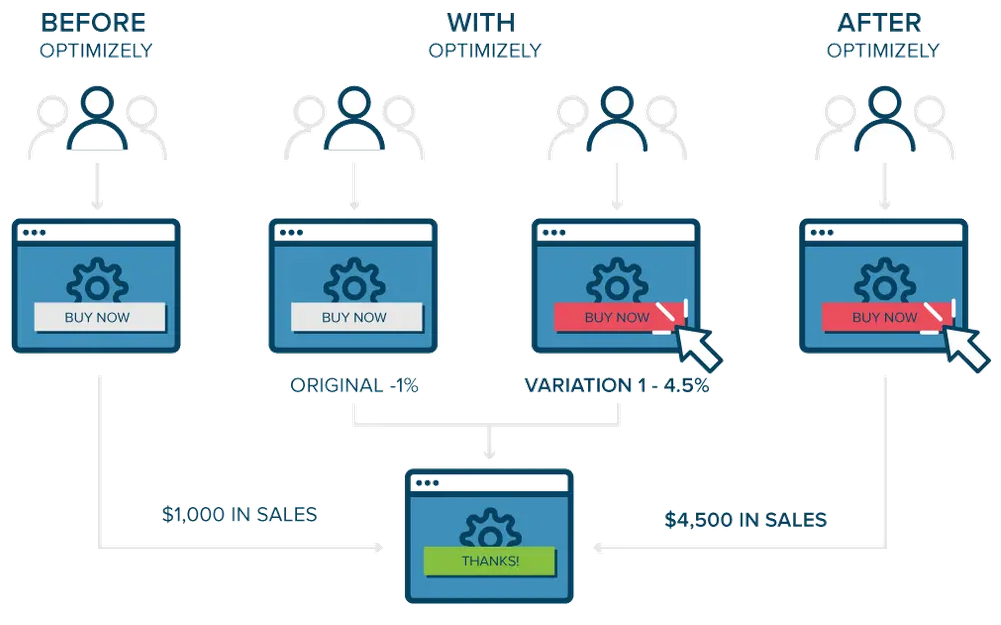 BEFORE
OPTIMIZELY
WITH
OPTIMIZELY
AFTER
OPTIMIZELY
BUY NOW
BUY NOW
BUY NOW
BUY NOW
ORIGINAL -1%
VARIATION 1 - 4.5%
$1,000 IN SALES
$4,500 IN SALES
THANKS!